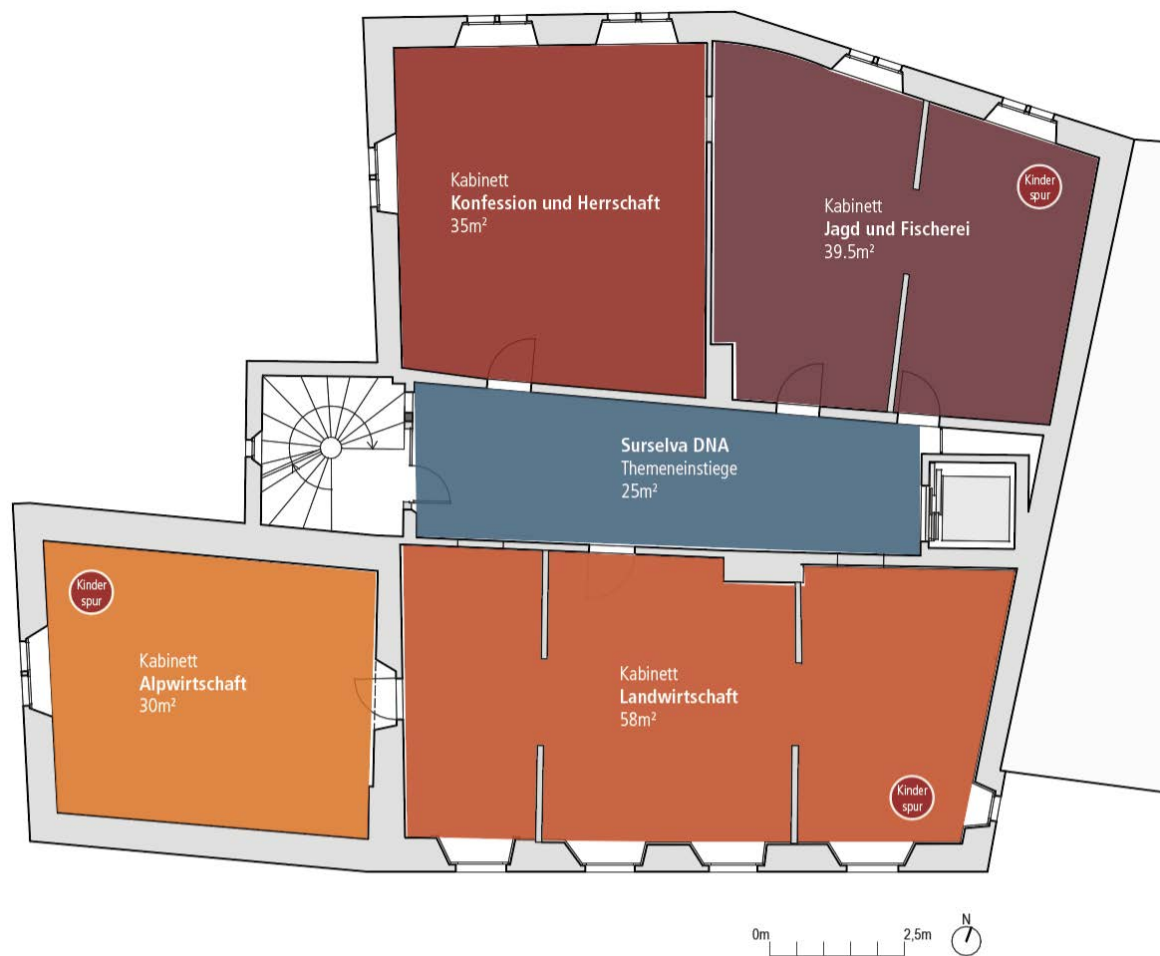 Kabinett
Konfession und Herrschaft
35m²
Kinder
spur
Kabinett
Jagd und Fischerei
39.5m²
Surselva DNA
Themeneinstiege
25m²
Kinder
spur
Kabinett
Alpwirtschaft
30m²
Kabinett
Landwirtschaft
58m²
Kinder
spur
0m
2,5m
N